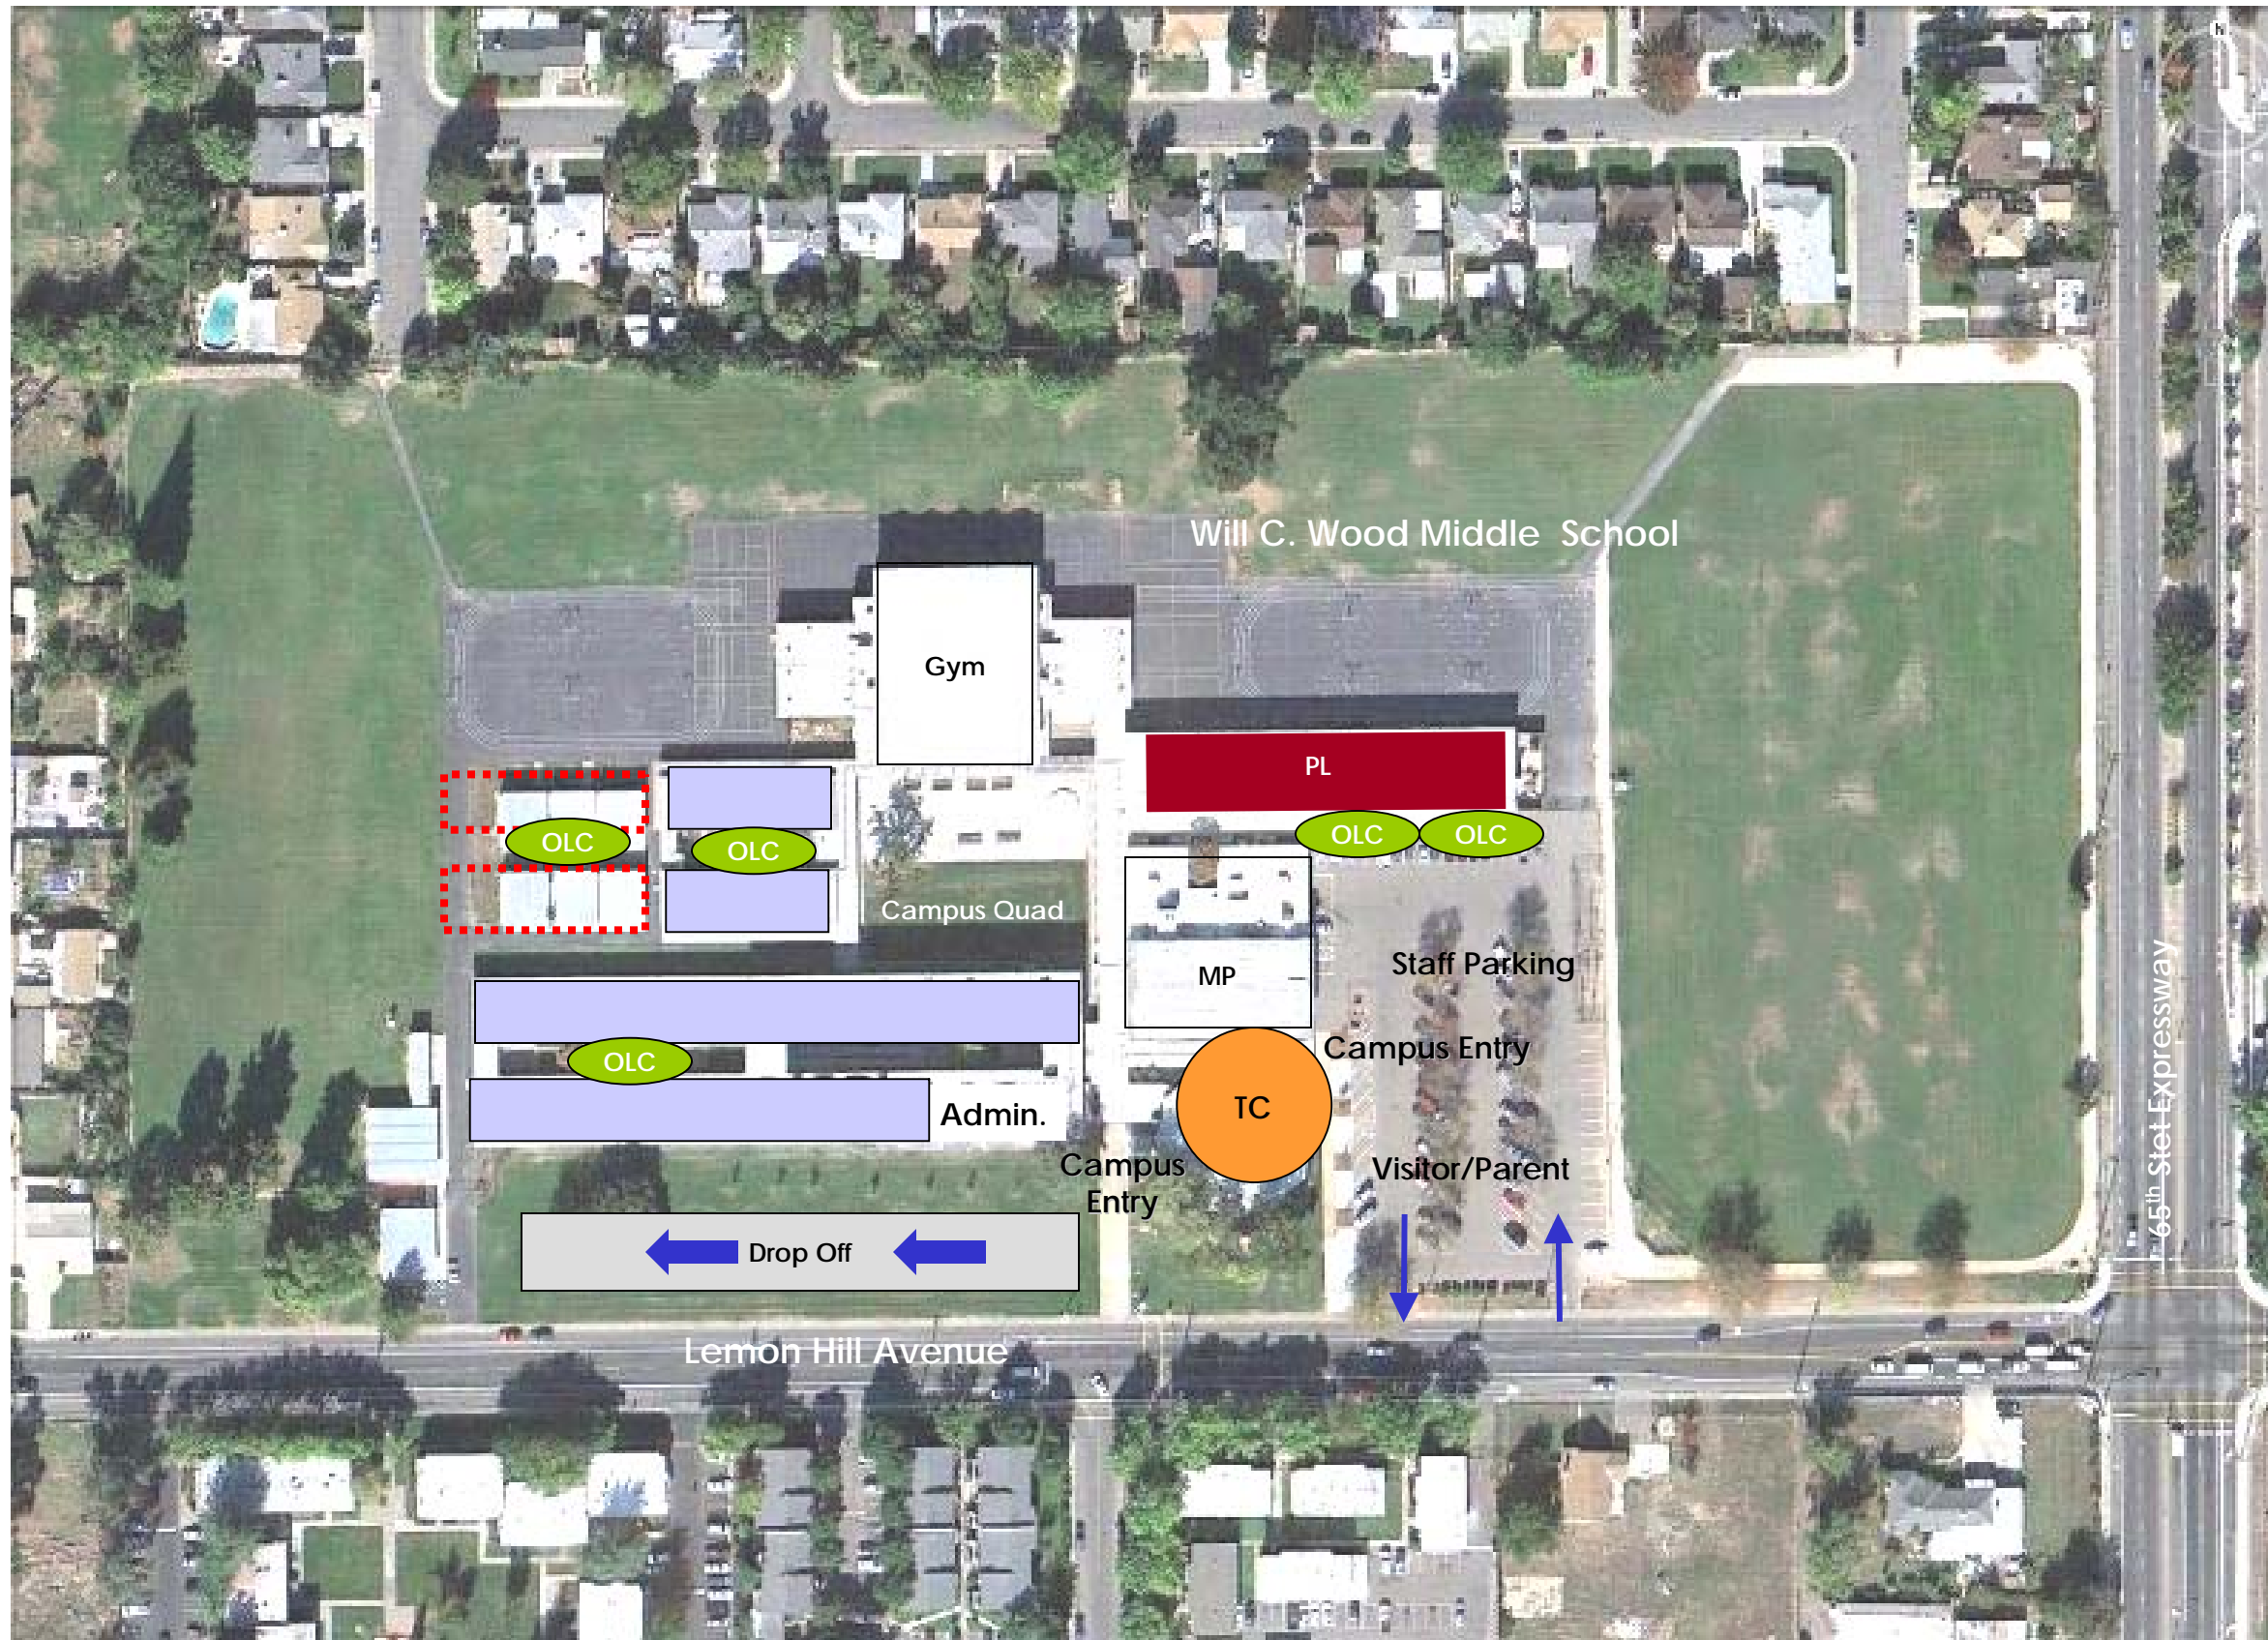 h
Will C. Wood Middle School
Gym
PL
OLC
OLC
OLC
OLC
Campus Quad
Staff Parking
MP
Campus Entry
OLC
TC
Admin.
Campus
Entry
Visitor/Parent
Drop Off
65th Stet Expressway
Lemon Hill Avenue